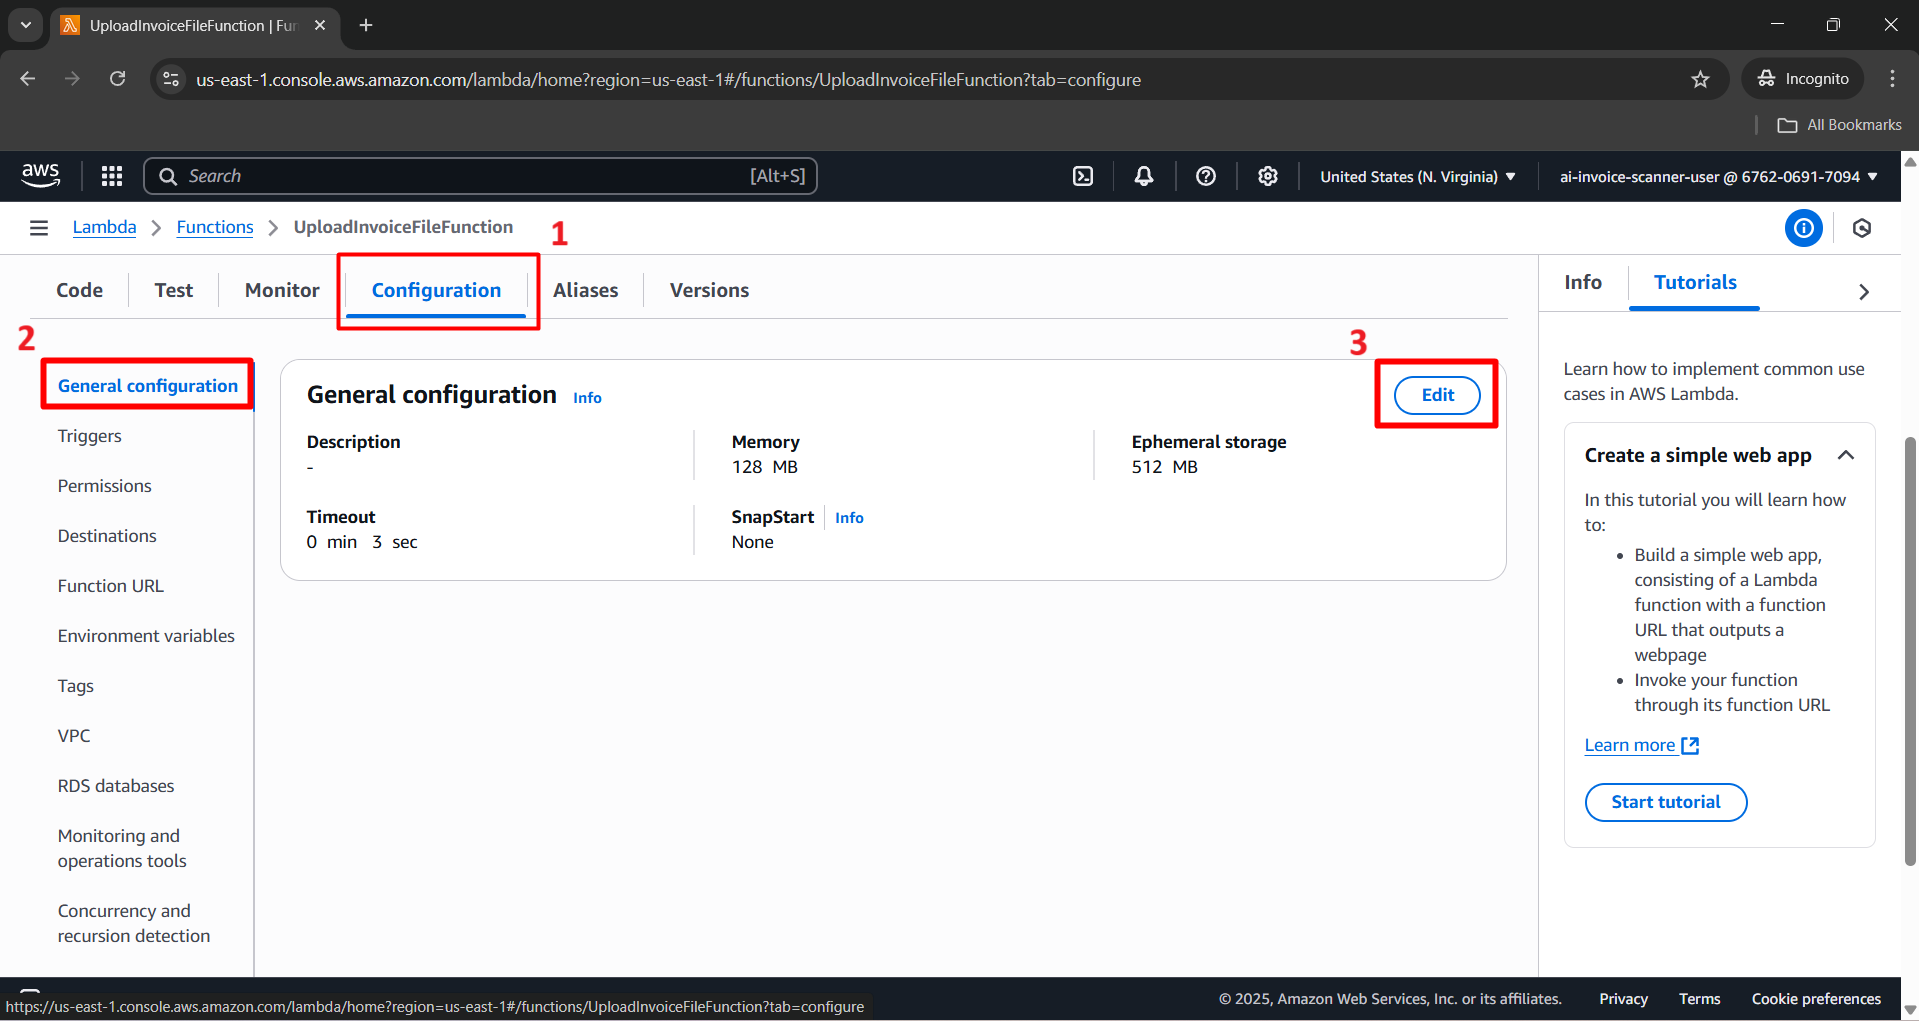 UploadInvoiceFileFunction | Fun
us-east-1.console.aws.amazon.com/lambda/home?region=us-east-1#/functions/UploadInvoiceFileFunction?tab=configure
Incognito
All Bookmarks
aws
Search
[Alt+S]
United States (N. Virginia)
ai-invoice-scanner-user @ 6762-0691-7094
Lambda
Functions
UploadInvoiceFileFunction
1
Code
Test
Monitor
Configuration
Aliases
Versions
2
General configuration
Triggers
Permissions
Destinations
Function URL
Environment variables
Tags
VPC
RDS databases
Monitoring and
operations tools
Concurrency and
recursion detection
3
General configuration
Info
Edit
Description
-
Memory
128 MB
Ephemeral storage
512 MB
Timeout
0 min 3 sec
SnapStart
Info
None
Info
Tutorials
Learn how to implement common use
cases in AWS Lambda.
Create a simple web app
In this tutorial you will learn how
to:
• Build a simple web app,
consisting of a Lambda
function with a function
URL that outputs a
webpage
• Invoke your function
through its function URL
Learn more
Start tutorial
https://us-east-1.console.aws.amazon.com/lambda/home?region=us-east-1#/functions/UploadInvoiceFileFunction?tab=configure
© 2025, Amazon Web Services, Inc. or its affiliates.
Privacy
Terms
Cookie preferences